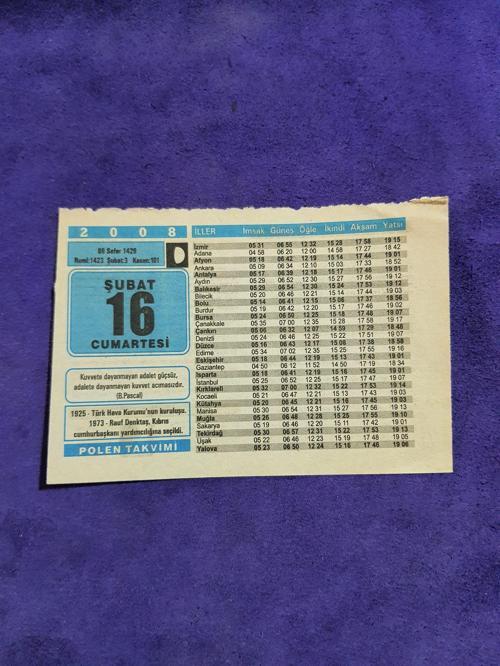 2 0 0 8
09 Sefer 1429
Rumi:1423 Şubat:3 Kasım:101
ŞUBAT
16
CUMARTESİ
Kuvvete dayanmayan adalet güçsüz,
adalete dayanmayan kuvvet acımasızdır.
(B.Pascal)
1925 - Türk Hava Kurumu'nun kuruluşu.
1973 - Rauf Denktaş, Kıbrıs
cumhurbaşkanı yardımcılığına seçildi.
POLEN TAKVİMİ
İLLER İmsak Güneş Öğle İkindi Akşam Yatsı
İzmir 05 31 06 55 12 32 15 28 17 58 19 15
Adana 04 58 06 20 12 00 14 58 17 27 18 42
Afyon 05 18 06 42 12 19 15 14 17 44 19 01
Ankara 05 09 06 34 12 10 15 03 17 33 18 52
Antalya 05 17 06 39 12 18 15 17 17 46 19 01
Aydın 05 29 06 52 12 30 15 27 17 56 19 12
Balıkesir 05 29 06 54 12 30 15 24 17 53 19 12
Bilecik 05 20 06 46 12 21 15 14 17 44 19 03
Bolu 05 14 06 41 12 15 15 06 17 37 18 56
Burdur 05 19 06 42 12 20 15 17 17 46 19 02
Bursa 05 24 06 50 12 25 15 18 17 48 19 07
Çanakkale 05 35 07 00 12 35 15 28 17 58 19 17
Çankırı 05 06 06 32 12 07 14 59 17 29 18 48
Denizli 05 24 06 46 12 25 15 22 17 51 19 07
Düzce 05 16 06 43 12 17 15 08 17 38 18 58
Edirne 05 34 07 02 12 35 15 25 17 55 19 16
Eskişehir 05 18 06 44 12 19 15 13 17 43 19 01
Gaziantep 04 50 06 12 11 52 14 50 17 19 18 34
Isparta 05 18 06 41 12 19 15 16 17 45 19 01
İstanbul 05 25 06 52 12 27 15 18 17 47 19 07
Kırklareli 05 32 07 00 12 32 15 22 17 53 19 14
Kocaeli 05 21 06 47 12 21 15 13 17 43 19 03
Kütahya 05 20 06 45 12 21 15 16 17 45 19 03
Manisa 05 30 06 54 12 31 15 27 17 57 19 14
Muğla 05 26 06 48 12 28 15 25 17 55 19 10
Sakarya 05 19 06 46 12 20 15 11 17 41 19 01
Tekirdağ 05 30 06 57 12 31 15 22 17 53 19 13
Uşak 05 22 06 46 12 23 15 19 17 48 19 05
Yalova 05 23 06 50 12 24 15 16 17 46 19 06